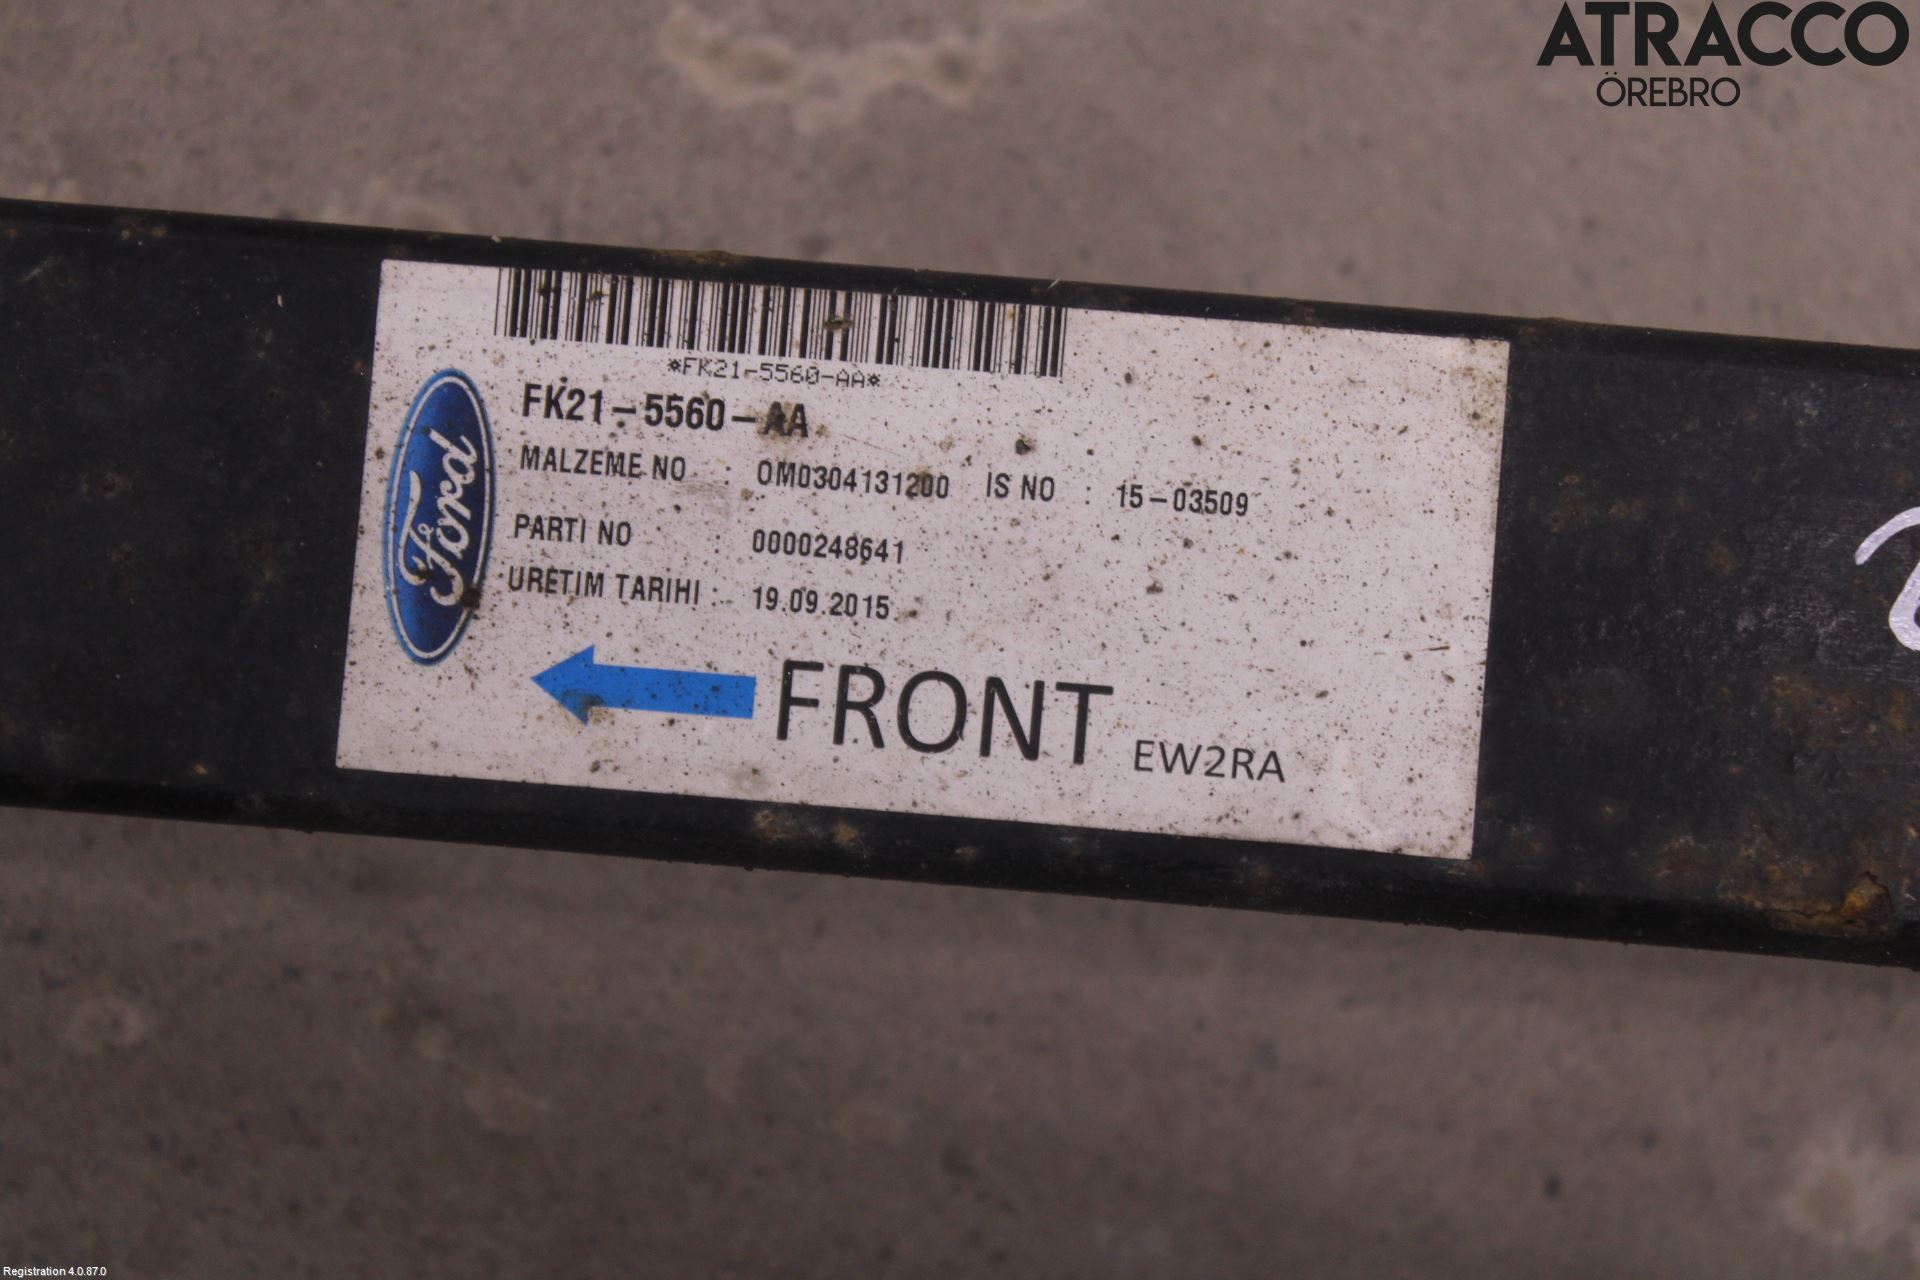 ATRACCO
ÖREBRO
*FK21-5560-AA*
FK21-5560-AA
MALZEME NO : OM0304131200 IS NO : 15-03509
PARTI NO : 0000248641
URETIM TARIHI : 19.09.2015
Ford
FRONT EW2RA
Registration 4.0.87.0